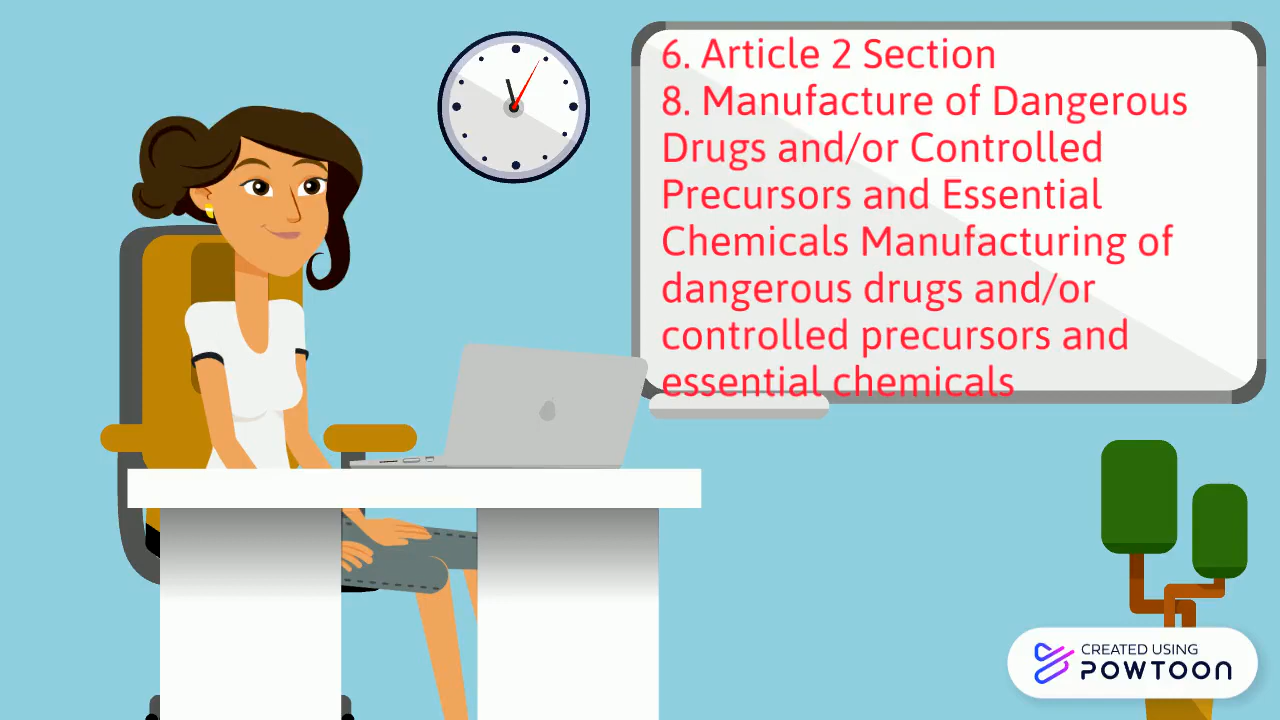 6. Article 2 Section
8. Manufacture of Dangerous
Drugs and/or Controlled
Precursors and Essential
Chemicals Manufacturing of
dangerous drugs and/or
controlled precursors and
essential chemicals
CREATED USING
POWTOON